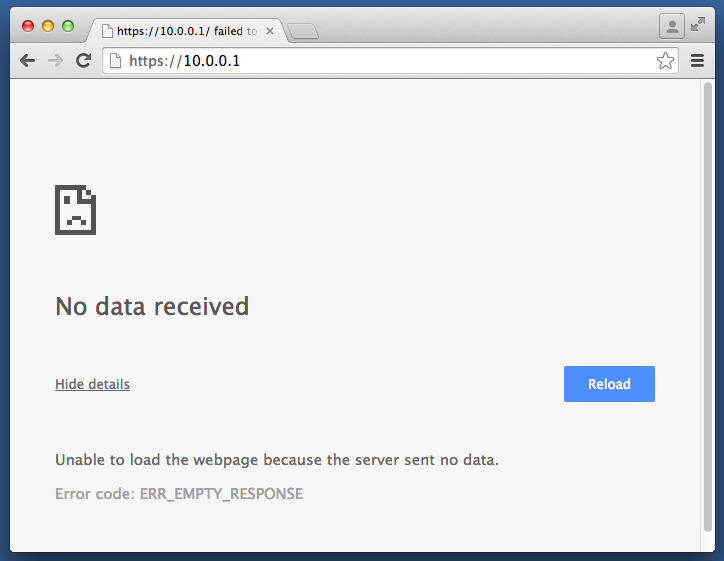 https://10.0.0.1/ failed to
https://10.0.0.1
No data received
Hide details
Reload
Unable to load the webpage because the server sent no data.
Error code: ERR_EMPTY_RESPONSE